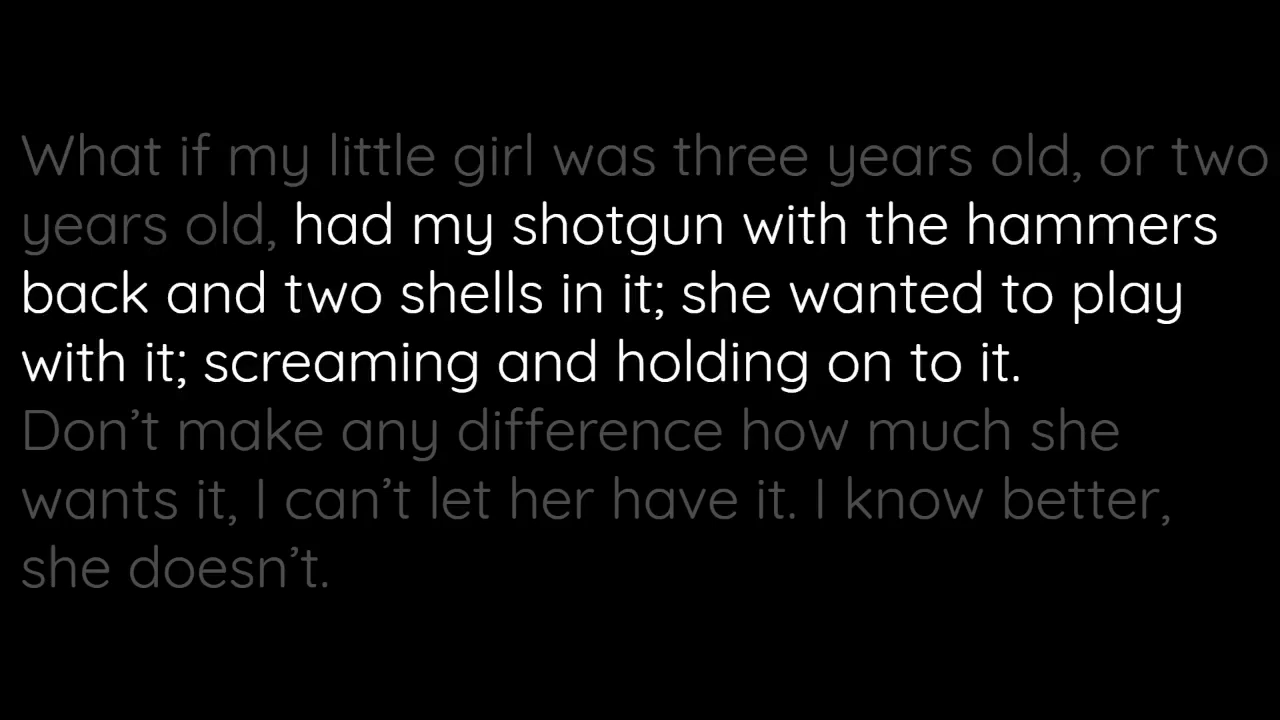 What if my little girl was three years old, or two
years old, had my shotgun with the hammers
back and two shells in it; she wanted to play
with it; screaming and holding on to it.
Don’t make any difference how much she
wants it, I can’t let her have it. I know better,
she doesn’t.